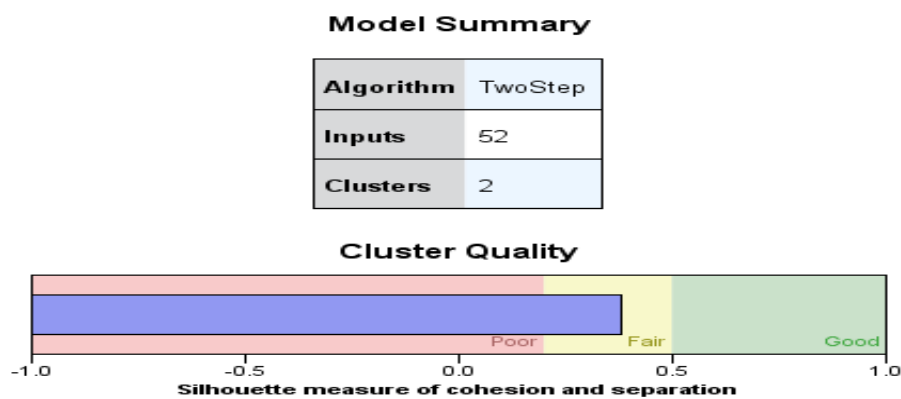 Model Summary
Algorithm TwoStep
Inputs 52
Clusters 2
Cluster Quality
Poor Fair Good
-1.0 -0.5 0.0 0.5 1.0
Silhouette measure of cohesion and separation